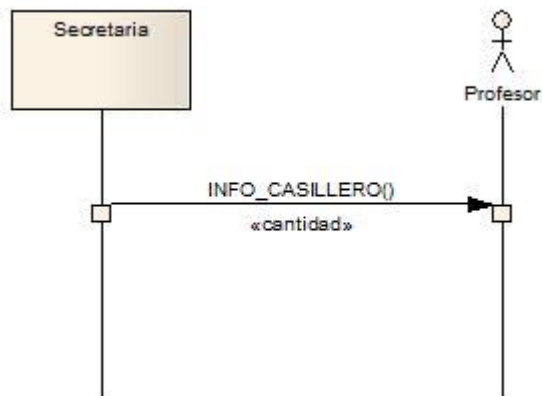 Secretaria
Profesor
INFO_CASILLERO()
«cantidad»